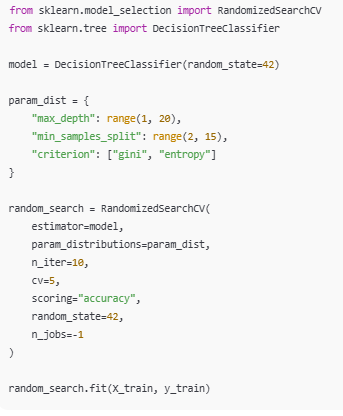 from sklearn.model_selection import RandomizedSearchCV
from sklearn.tree import DecisionTreeClassifier

model = DecisionTreeClassifier(random_state=42)

param_dist = {
    "max_depth": range(1, 20),
    "min_samples_split": range(2, 15),
    "criterion": ["gini", "entropy"]
}

random_search = RandomizedSearchCV(
    estimator=model,
    param_distributions=param_dist,
    n_iter=10,
    cv=5,
    scoring="accuracy",
    random_state=42,
    n_jobs=-1
)

random_search.fit(X_train, y_train)